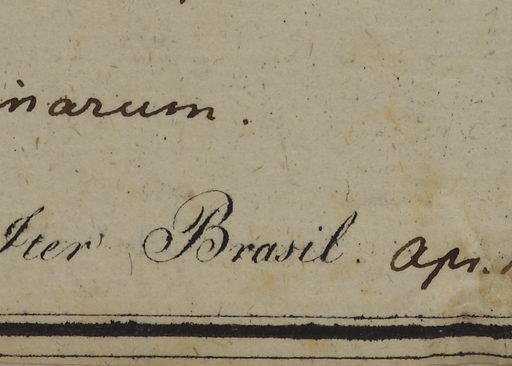 inarum.
Iter Brasil. Apr.